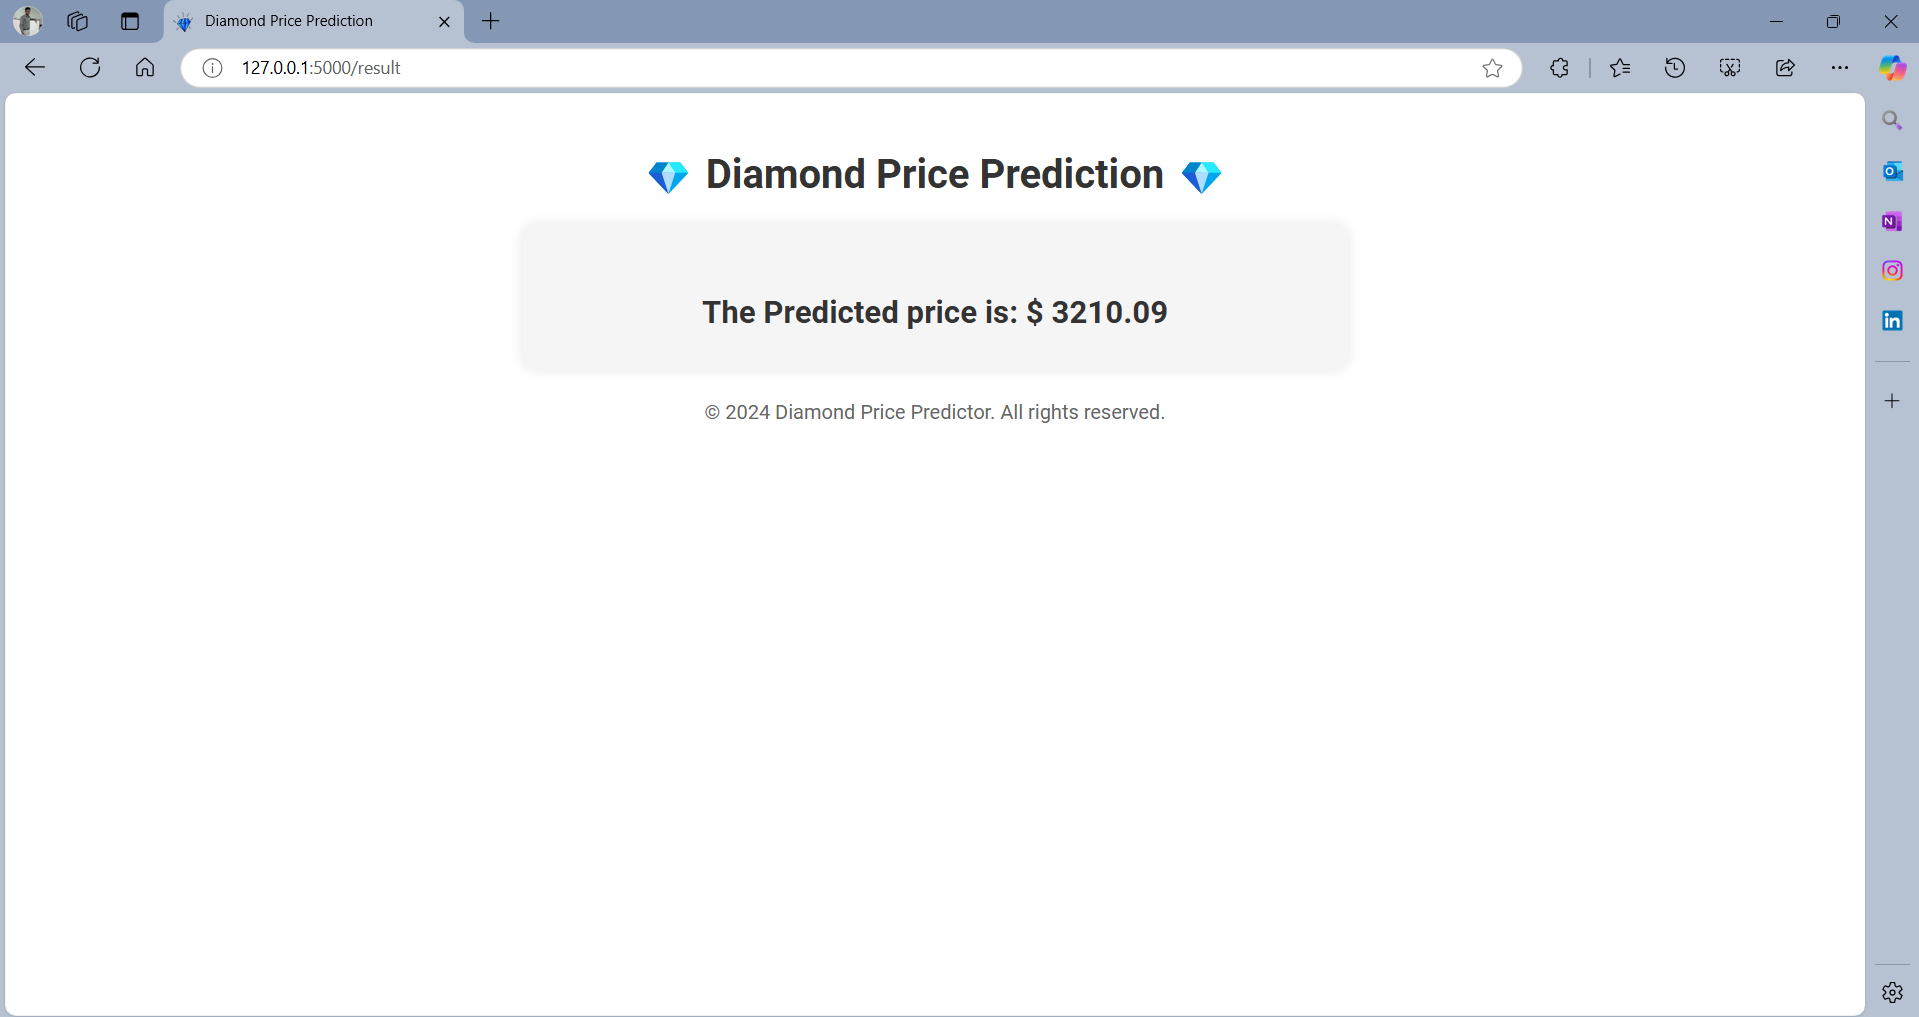 Diamond Price Prediction
127.0.0.1:5000/result
Diamond Price Prediction
The Predicted price is: $ 3210.09
© 2024 Diamond Price Predictor. All rights reserved.